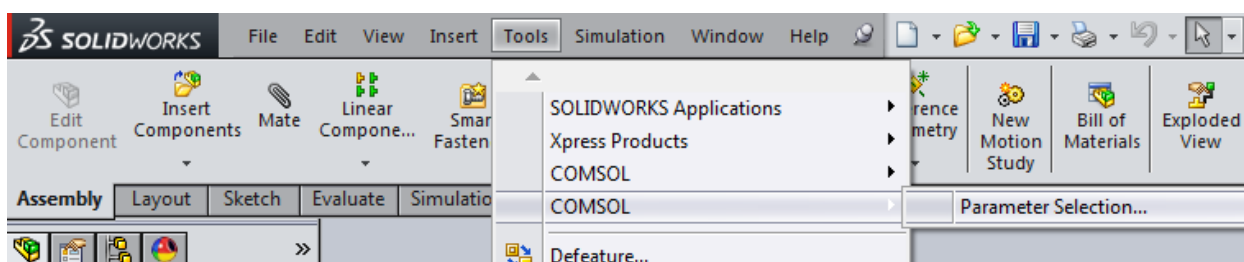 SOLIDWORKS File Edit View Insert Tools Simulation Window Help
Edit Component
Insert Components
Mate
Linear Compone...
Smar
Fasten
rence
metry
New Motion Study
Bill of Materials
Exploded View
SOLIDWORKS Applications
Xpress Products
COMSOL
COMSOL
Parameter Selection...
Defeature...
Assembly Layout Sketch Evaluate Simulatio
»